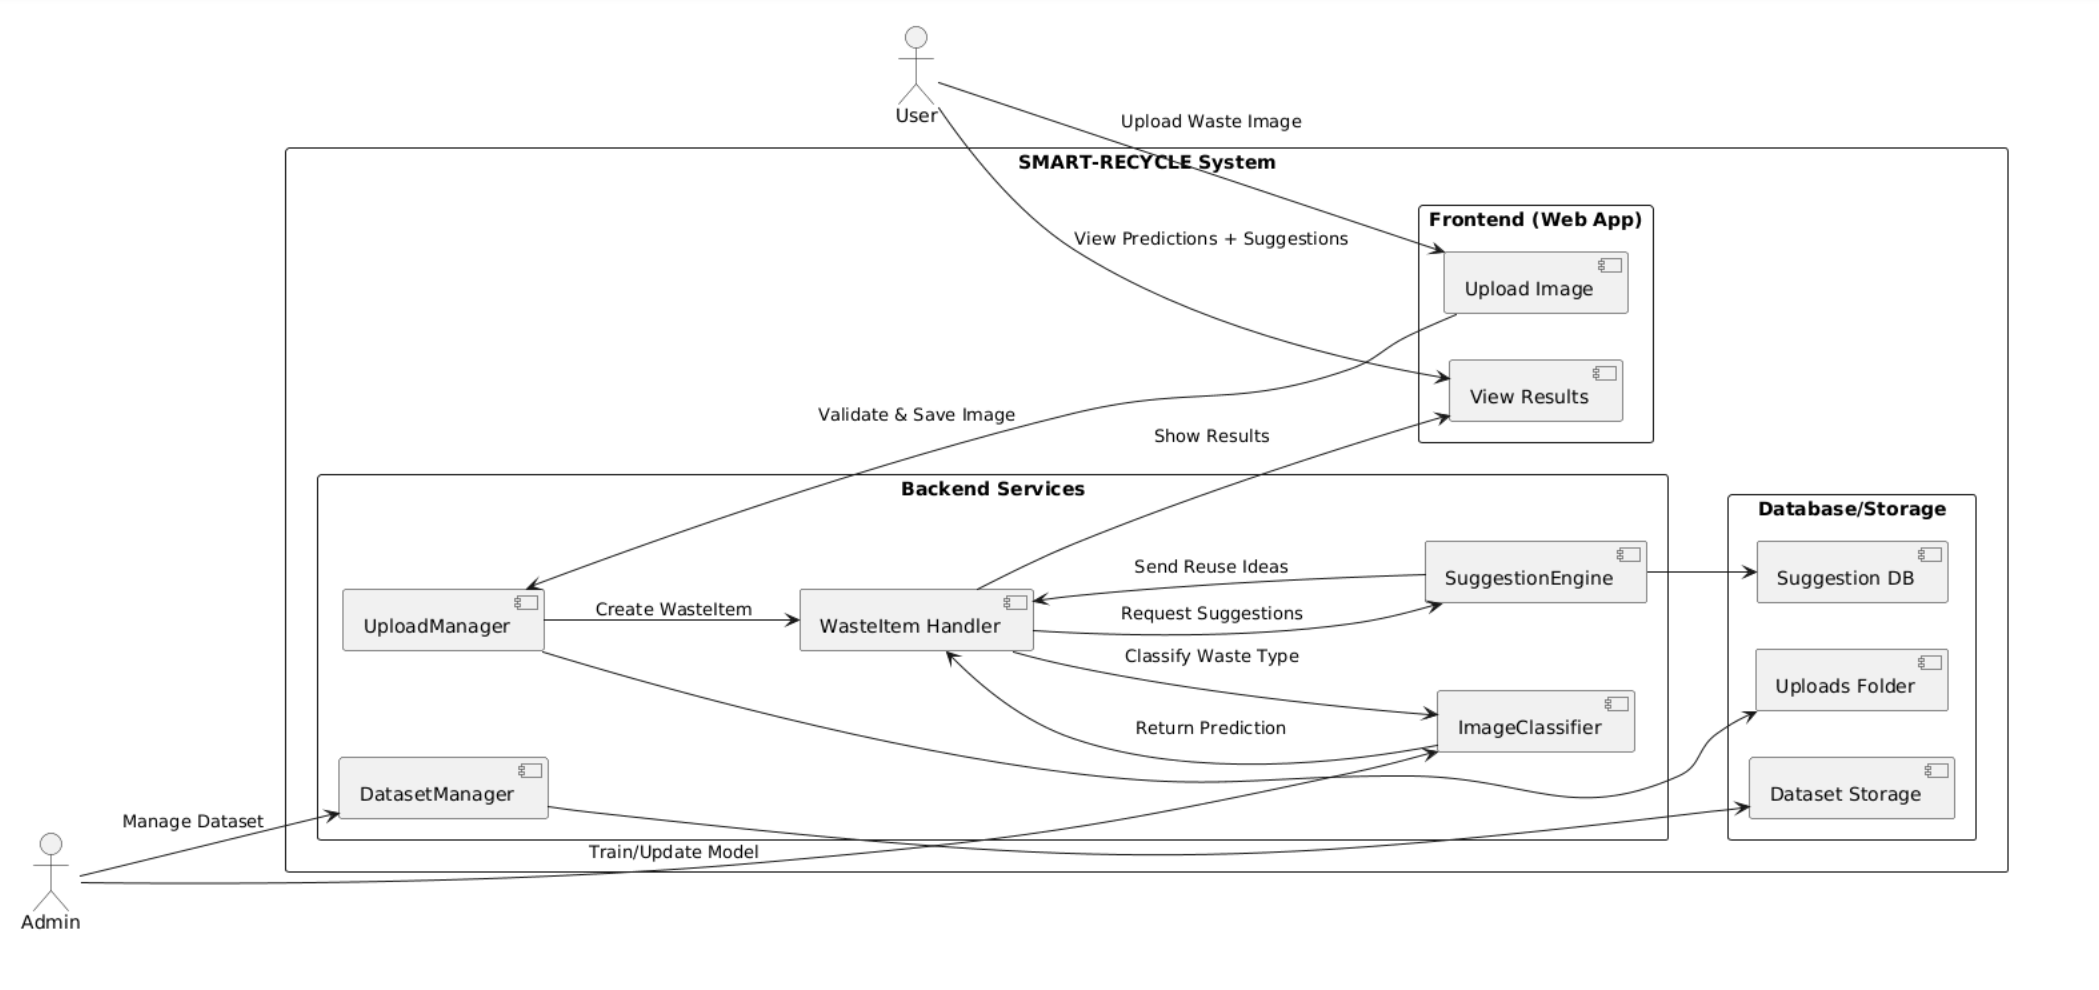 User
Upload Waste Image
SMART-RECYCLE System
Frontend (Web App)
View Predictions + Suggestions
Upload Image
View Results
Validate & Save Image
Show Results
Backend Services
Database/Storage
Send Reuse Ideas
SuggestionEngine
Suggestion DB
Create WasteItem
Request Suggestions
UploadManager
WasteItem Handler
Classify Waste Type
Uploads Folder
Return Prediction
ImageClassifier
DatasetManager
Dataset Storage
Manage Dataset
Train/Update Model
Admin